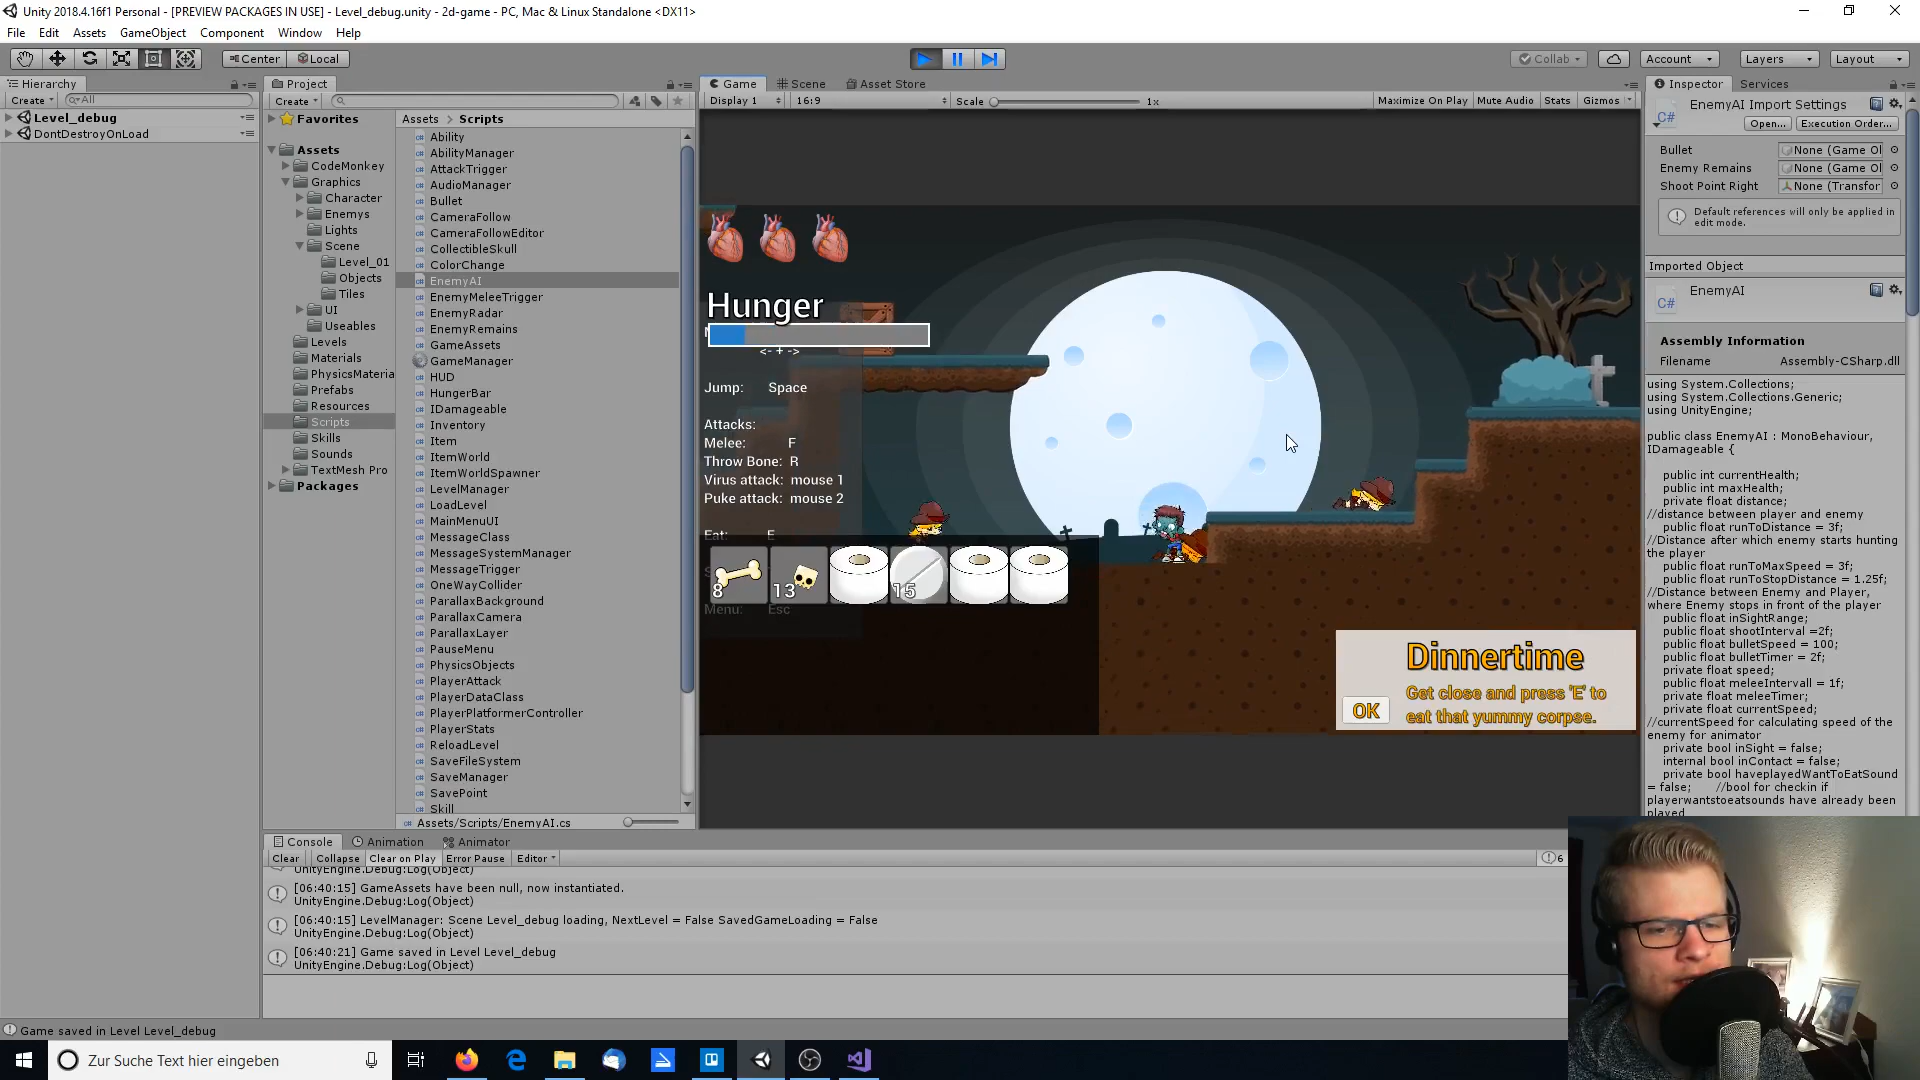 Unity 2018.4.16f1 Personal - [PREVIEW PACKAGES IN USE] - Level_debug.unity - 2d-game - PC, Mac & Linux Standalone <DX11>
File Edit Assets GameObject Component Window Help
Center Local
Collab Account Layers Layout
Hierarchy
Create All
Level_debug
DontDestroyOnLoad
Project
Create
Favorites
Assets
CodeMonkey
Graphics
Character
Enemys
Lights
Scene
Level_01
Objects
Tiles
UI
Useables
Levels
Materials
PhysicsMateria
Prefabs
Resources
Scripts
Skills
Sounds
TextMesh Pro
Packages
Assets Scripts
Ability
AbilityManager
AttackTrigger
AudioManager
Bullet
CameraFollow
CameraFollowEditor
CollectibleSkull
ColorChange
EnemyAI
EnemyMeleeTrigger
EnemyRadar
EnemyRemains
GameAssets
GameManager
HUD
HungerBar
IDamageable
Inventory
Item
ItemWorld
ItemWorldSpawner
LevelManager
LoadLevel
MainMenuUI
MessageClass
MessageSystemManager
MessageTrigger
OneWayCollider
ParallaxBackground
ParallaxCamera
ParallaxLayer
PauseMenu
PhysicsObjects
PlayerAttack
PlayerDataClass
PlayerPlatformerController
PlayerStats
ReloadLevel
SaveFileSystem
SaveManager
SavePoint
Skill
Assets/Scripts/EnemyAI.cs
Game Scene Asset Store
Display 1 16:9 Scale 1x Maximize On Play Mute Audio Stats Gizmos
Hunger
<- + ->
Jump: Space
Attacks:
Melee: F
Throw Bone: R
Virus attack: mouse 1
Puke attack: mouse 2
Eat: E
8 13 15
Menu: Esc
Dinnertime
Get close and press 'E' to
eat that yummy corpse.
OK
Inspector Services
EnemyAI Import Settings
Open... Execution Order...
Bullet None (Game Ol
Enemy Remains None (Game Ol
Shoot Point Right None (Transfor
Default references will only be applied in
edit mode.
Imported Object
EnemyAI
Assembly Information
Filename Assembly-CSharp.dll
using System.Collections;
using System.Collections.Generic;
using UnityEngine;
public class EnemyAI : MonoBehaviour,
IDamageable {
public int currentHealth;
public int maxHealth;
private float distance;
//distance between player and enemy
public float runToDistance = 3f;
//Distance after which enemy starts hunting
the player
public float runToMaxSpeed = 3f;
public float runToStopDistance = 1.25f;
//Distance between Enemy and Player,
where Enemy stops in front of the player
public float inSightRange;
public float shootInterval =2f;
public float bulletSpeed = 100;
public float bulletTimer = 2f;
private float speed;
public float meleeIntervall = 1f;
private float meleeTimer;
private float currentSpeed;
//currentSpeed for calculating speed of the
enemy for animator
private bool inSight = false;
internal bool inContact = false;
private bool haveplayedWantToEatSound
= false; //bool for checkin if
playerwantstoeatsounds have already been
played
Console Animation Animator
Clear Collapse Clear on Play Error Pause Editor 6
UnityEngine.Debug:Log(Object)
[06:40:15] GameAssets have been null, now instantiated.
UnityEngine.Debug:Log(Object)
[06:40:15] LevelManager: Scene Level_debug loading, NextLevel = False SavedGameLoading = False
UnityEngine.Debug:Log(Object)
[06:40:21] Game saved in Level Level_debug
UnityEngine.Debug:Log(Object)
Game saved in Level Level_debug
Zur Suche Text hier eingeben